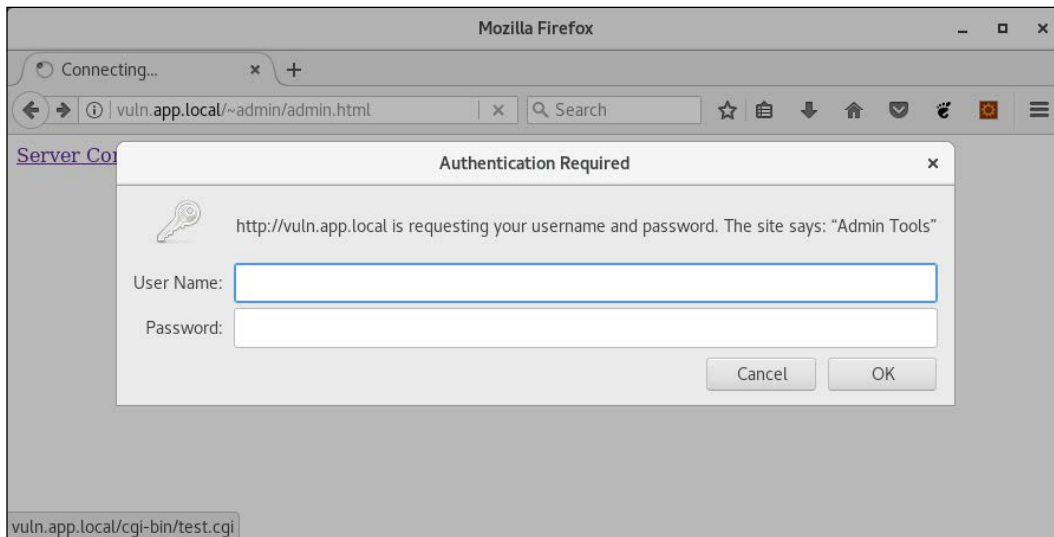 Mozilla Firefox
Connecting...
vuln.app.local/~admin/admin.html
Search
Server Co
Authentication Required
http://vuln.app.local is requesting your username and password. The site says: “Admin Tools”
User Name:
Password:
Cancel
OK
vuln.app.local/cgi-bin/test.cgi